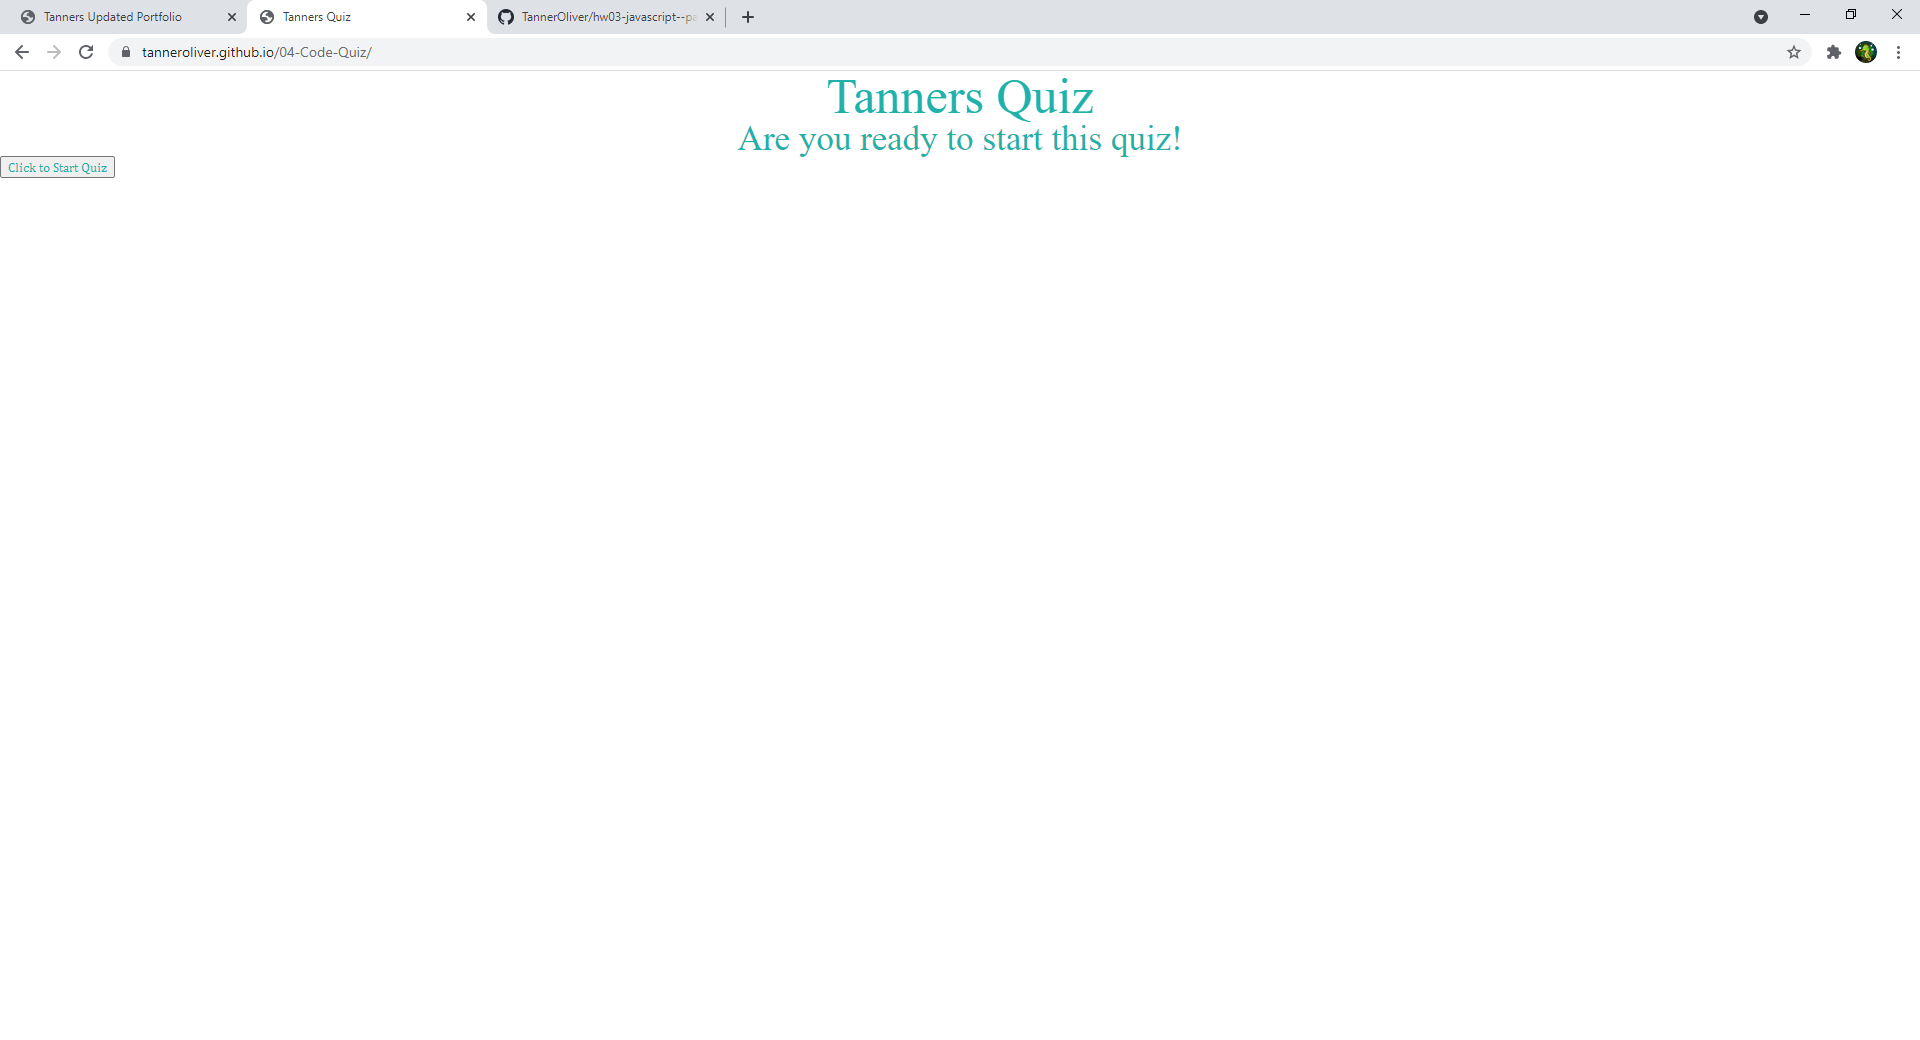 Tanners Updated Portfolio
Tanners Quiz
TannerOliver/hw03-javascript--pa
tanneroliver.github.io/04-Code-Quiz/
Tanners Quiz
Are you ready to start this quiz!
Click to Start Quiz